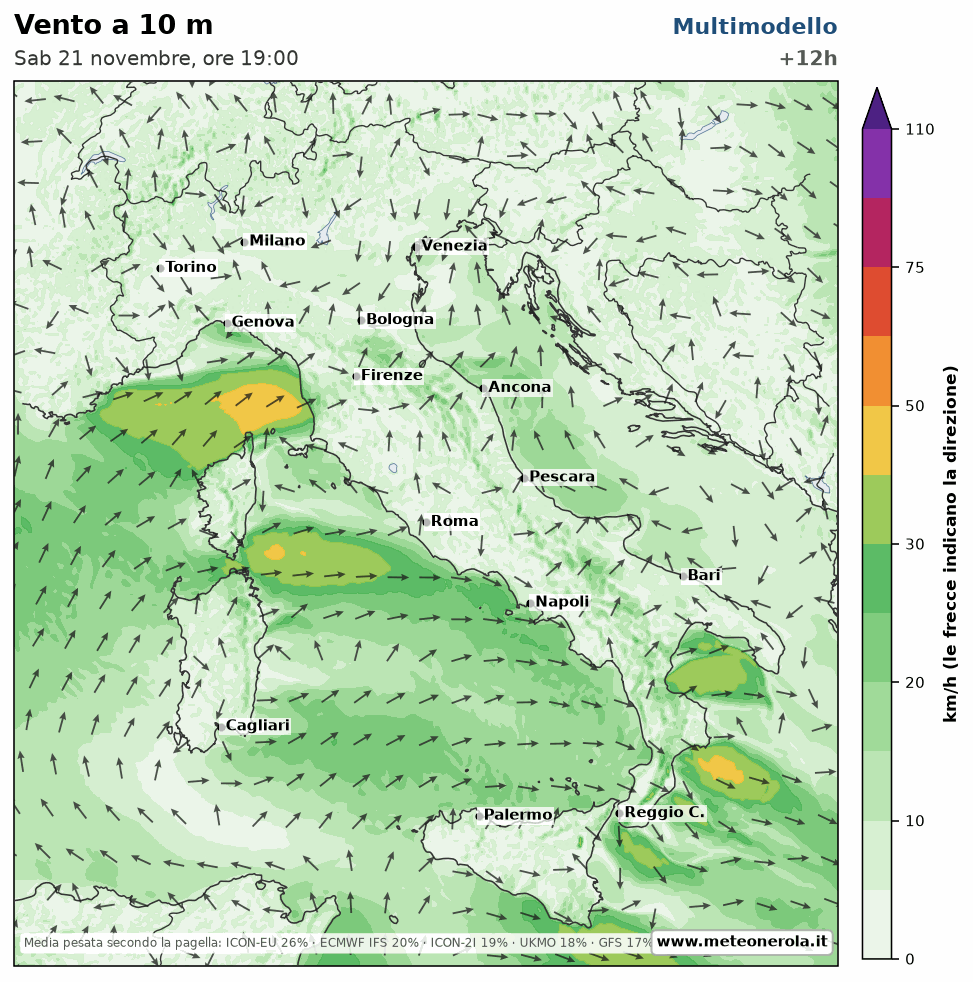 Vento a 10 m
Multimodello
Sab 21 novembre, ore 19:00
+12h
110
75
50
30
20
10
0
km/h (le frecce indicano la direzione)
Milano
Venezia
Torino
Genova
Bologna
Firenze
Ancona
Pescara
Roma
Bari
Napoli
Cagliari
Palermo
Reggio C.
Media pesata secondo la pagella: ICON-EU 26% · ECMWF IFS 20% · ICON-2I 19% · UKMO 18% · GFS 17%
www.meteonerola.it